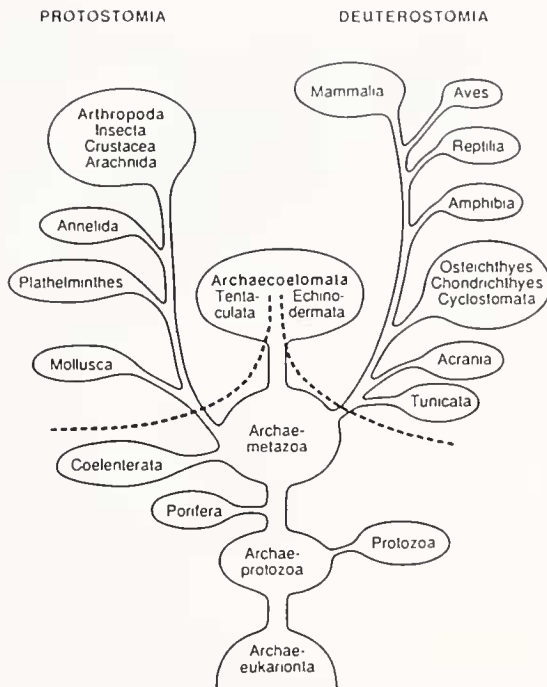 PROTOSTOMIA
DEUTEROSTOMIA
Arthropoda
Insecta
Crustacea
Arachnida
Annelida
Plathelminthes
Mollusca
Coelenterata
Porifera
Archaecoelomata
Tenta-
culata
Echino-
dermata
Archae-
metazoa
Archae-
protozoa
Archae-
eukarionta
Mammalia
Aves
Reptilia
Amphibia
Osteichthyes
Chondrichthyes
Cyclostomata
Acrania
Tunicata
Protozoa